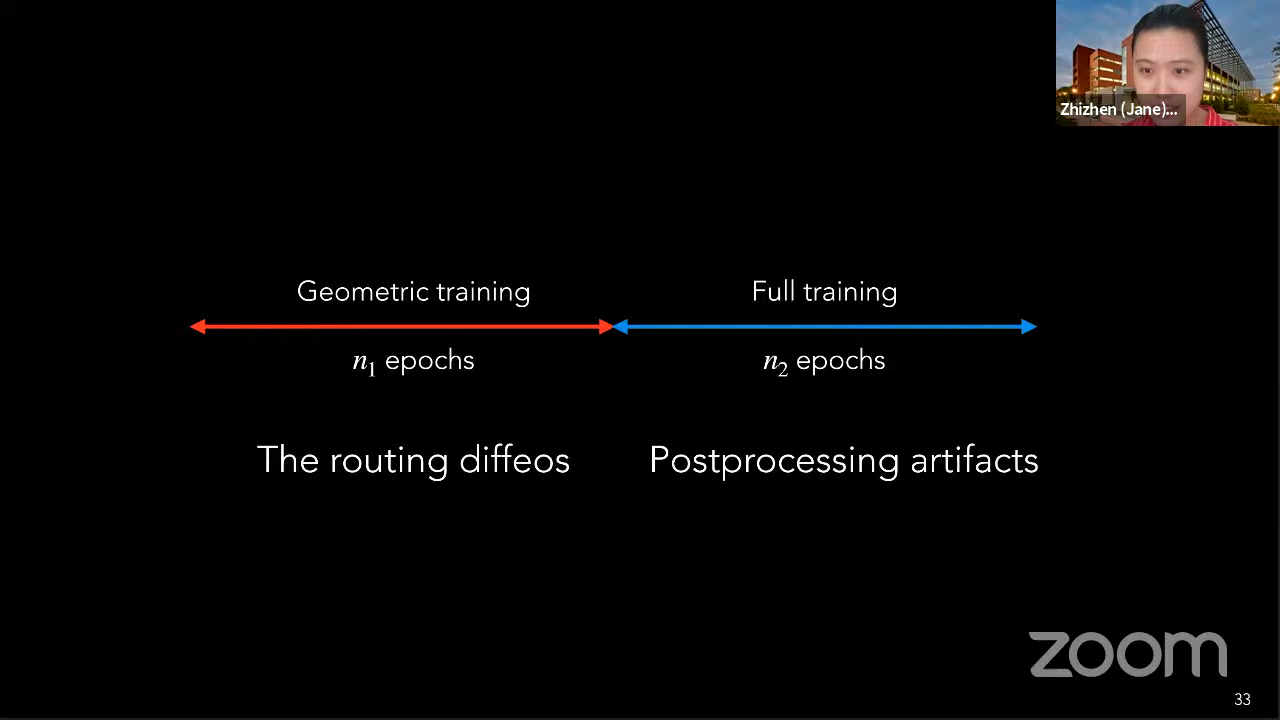 Zhizhen (Jane)...
Geometric training
Full training
n₁ epochs
n₂ epochs
The routing diffeos
Postprocessing artifacts
zoom
33